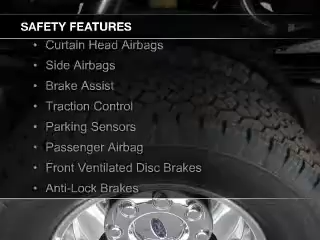 SAFETY FEATURES
• Curtain Head Airbags
• Side Airbags
• Brake Assist
• Traction Control
• Parking Sensors
• Passenger Airbag
• Front Ventilated Disc Brakes
• Anti-Lock Brakes